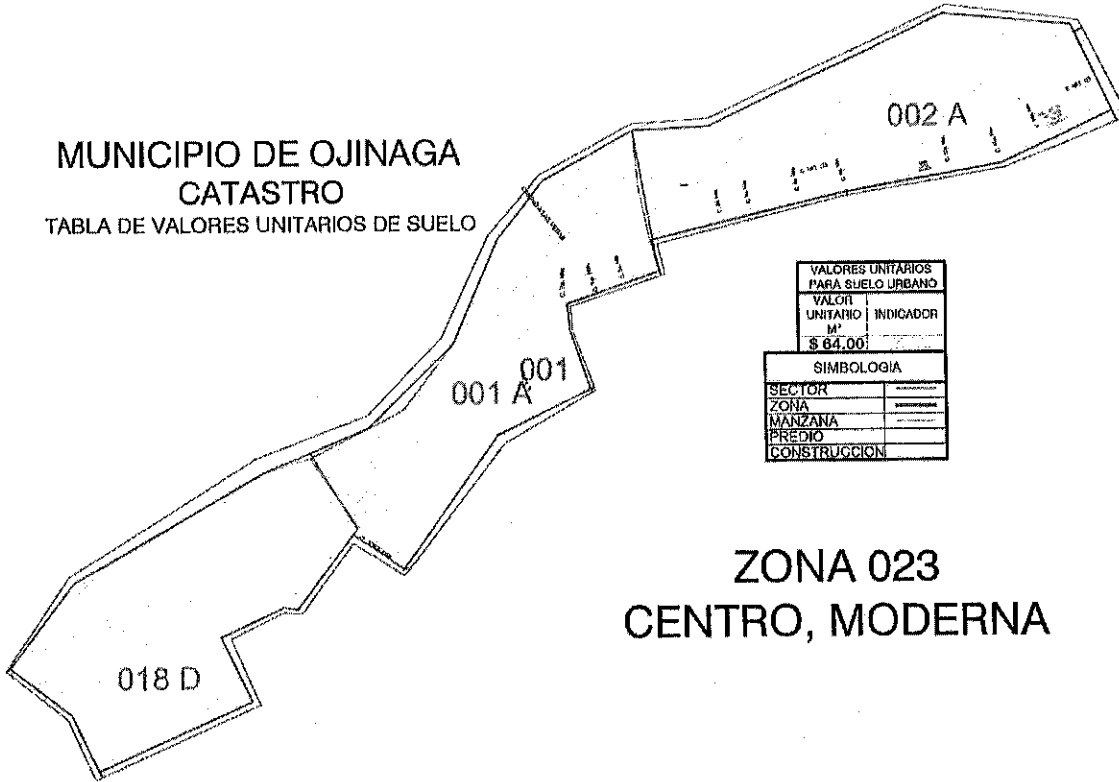 MUNICIPIO DE OJINAGA
CATASTRO
TABLA DE VALORES UNITARIOS DE SUELO
002 A
VALORES UNITARIOS
PARA SUELO URBANO
VALOR
UNITARIO
M²
INDICADOR
$ 64.00
SIMBOLOGIA
SECTOR
ZONA
MANZANA
PREDIO
CONSTRUCCION
001
001 A
ZONA 023
CENTRO, MODERNA
018 D